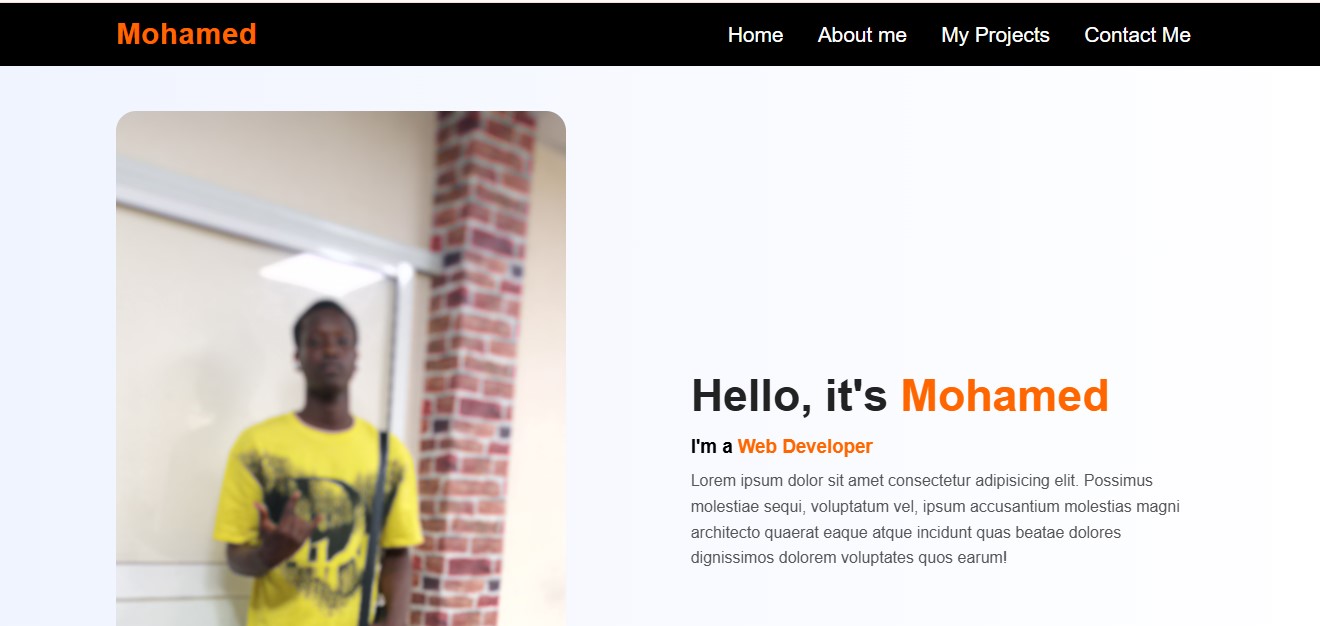 Mohamed
Home About me My Projects Contact Me
Hello, it's Mohamed
I'm a Web Developer
Lorem ipsum dolor sit amet consectetur adipisicing elit. Possimus
molestiae sequi, voluptatum vel, ipsum accusantium molestias magni
architecto quaerat eaque atque incidunt quas beatae dolores
dignissimos dolorem voluptates quos earum!